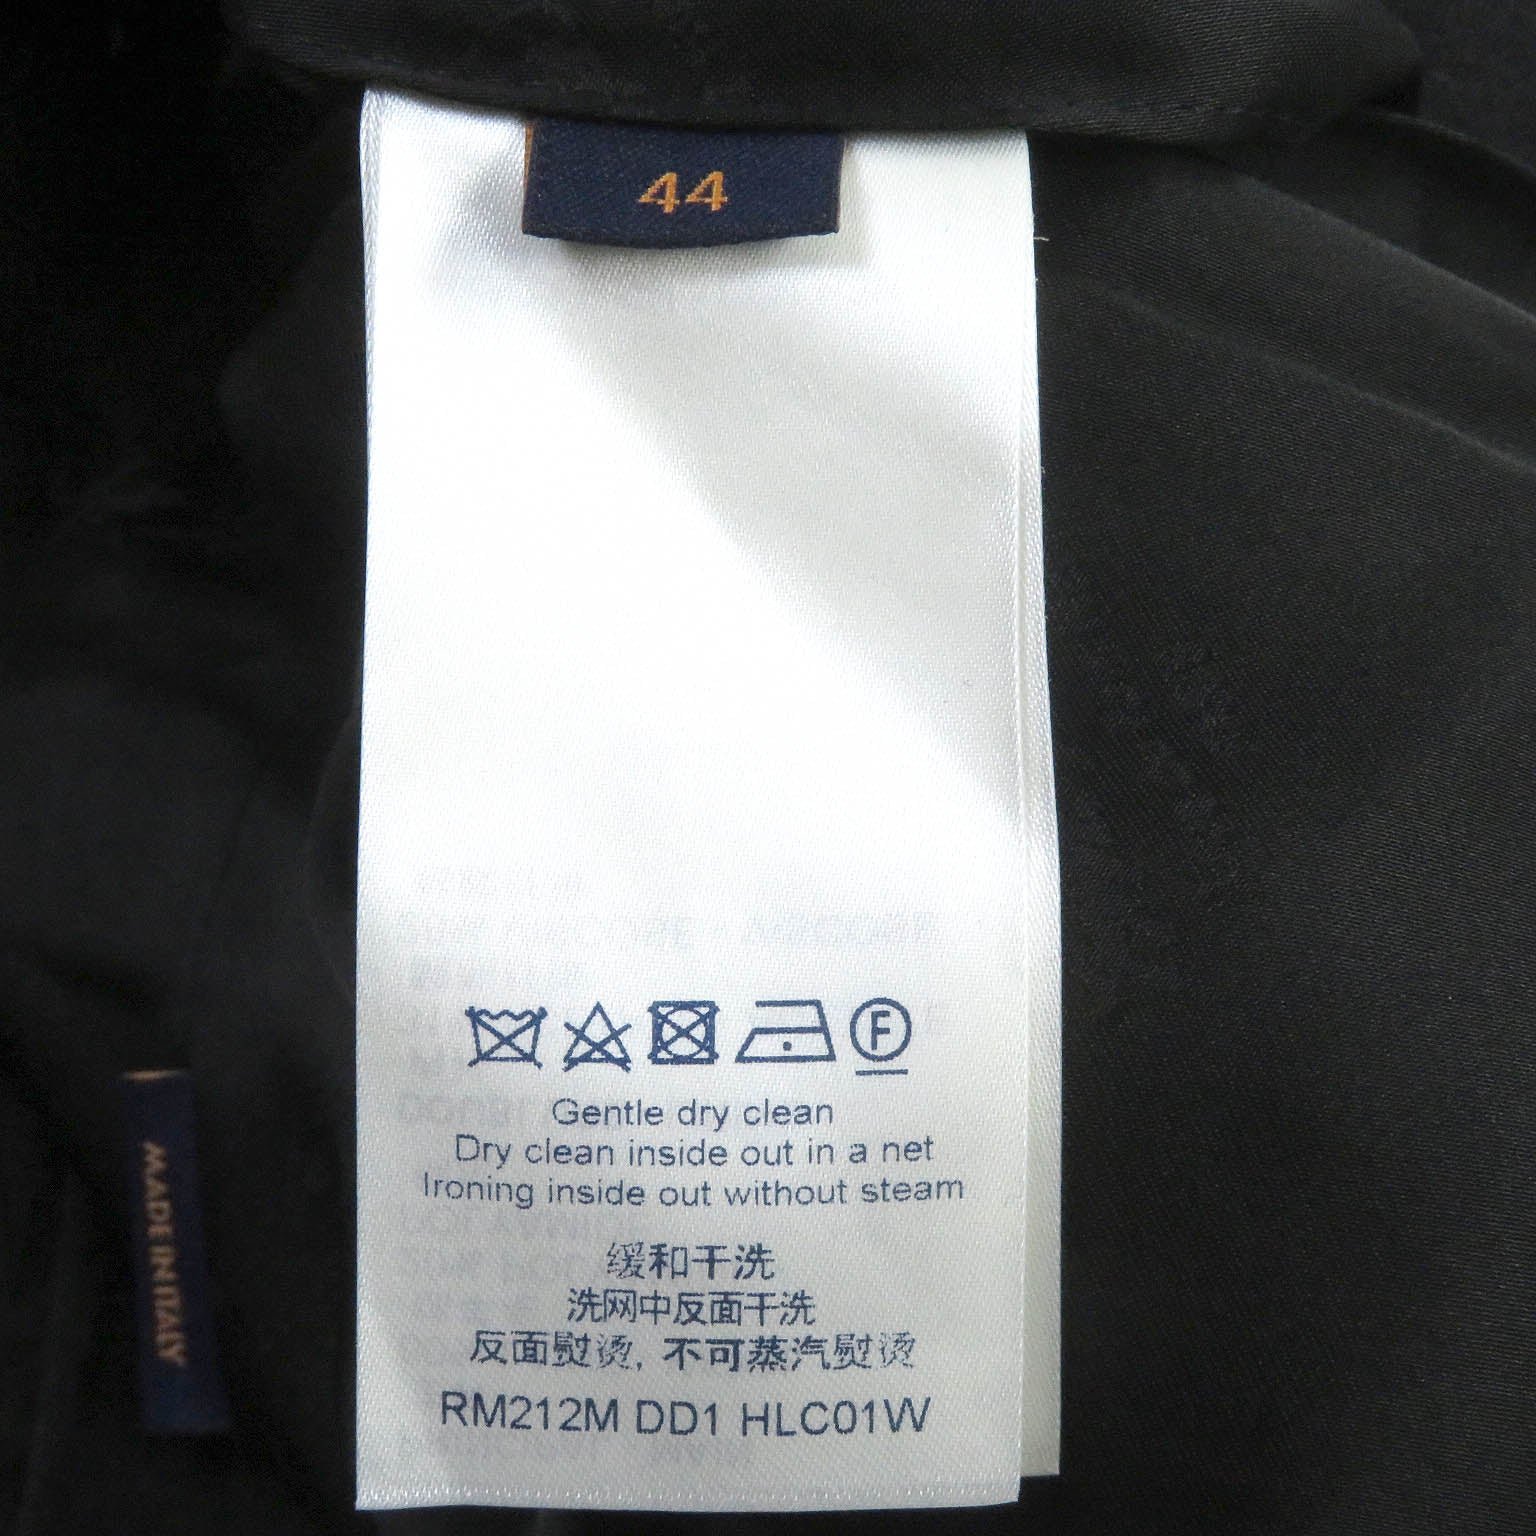 44
F
Gentle dry clean
Dry clean inside out in a net
Ironing inside out without steam
缓和干洗
洗网中反面干洗
反面熨烫, 不可蒸汽熨烫
RM212M DD1 HLC01W
MADE IN ITALY